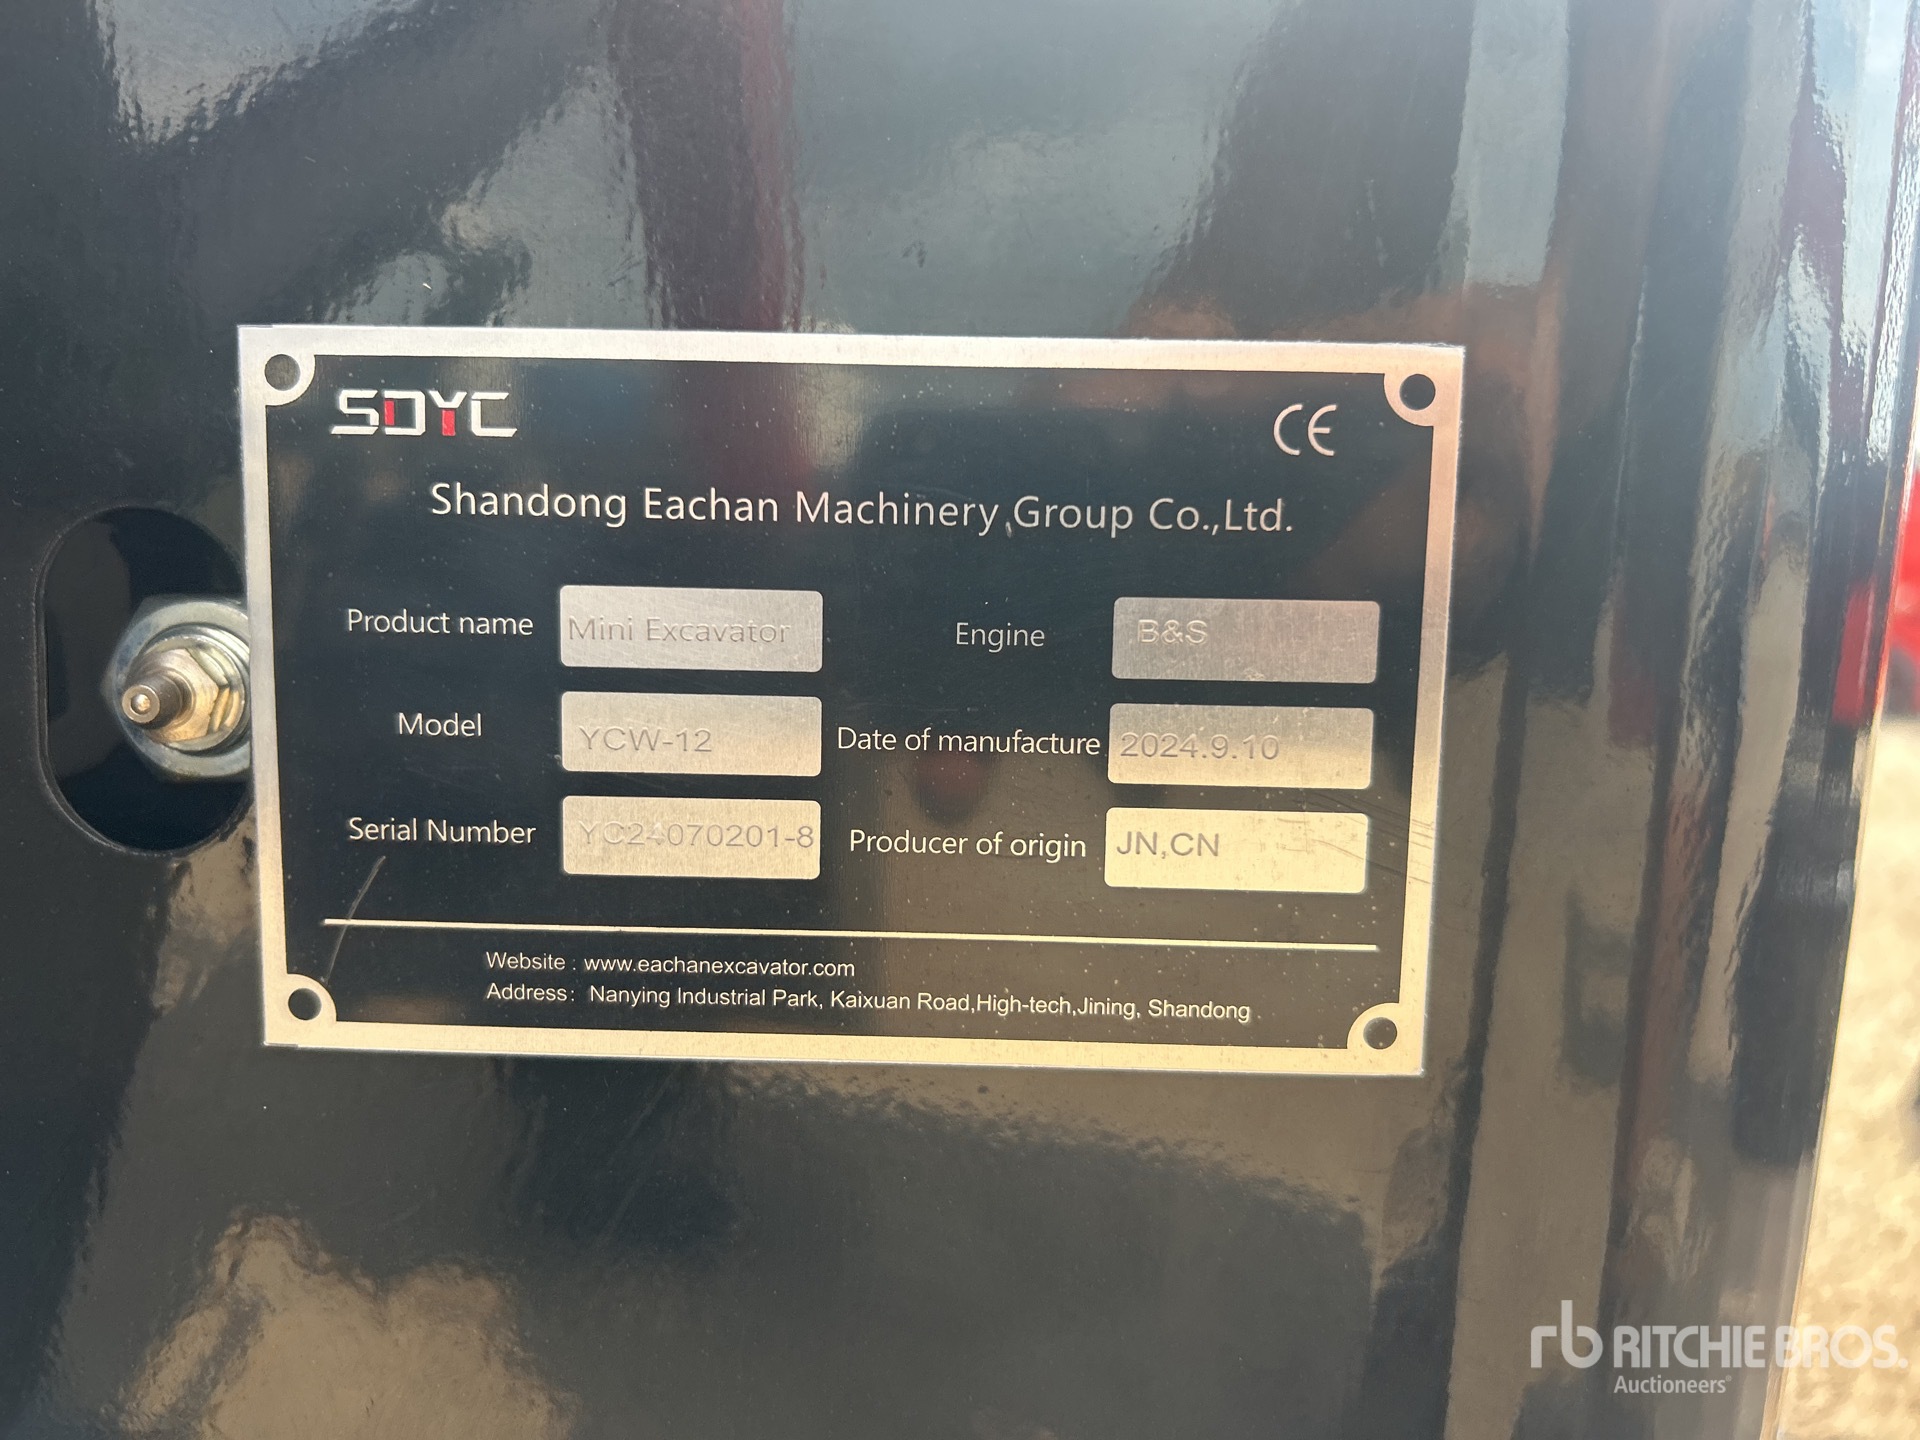 SDYC
CE
Shandong Eachan Machinery Group Co.,Ltd.
Product name Mini Excavator Engine B&S
Model YCW-12 Date of manufacture 2024.9.10
Serial Number YC24070201-8 Producer of origin JN,CN
Website : www.eachanexcavator.com
Address: Nanying Industrial Park, Kaixuan Road,High-tech,Jining, Shandong
rb RITCHIE BROS.
Auctioneers